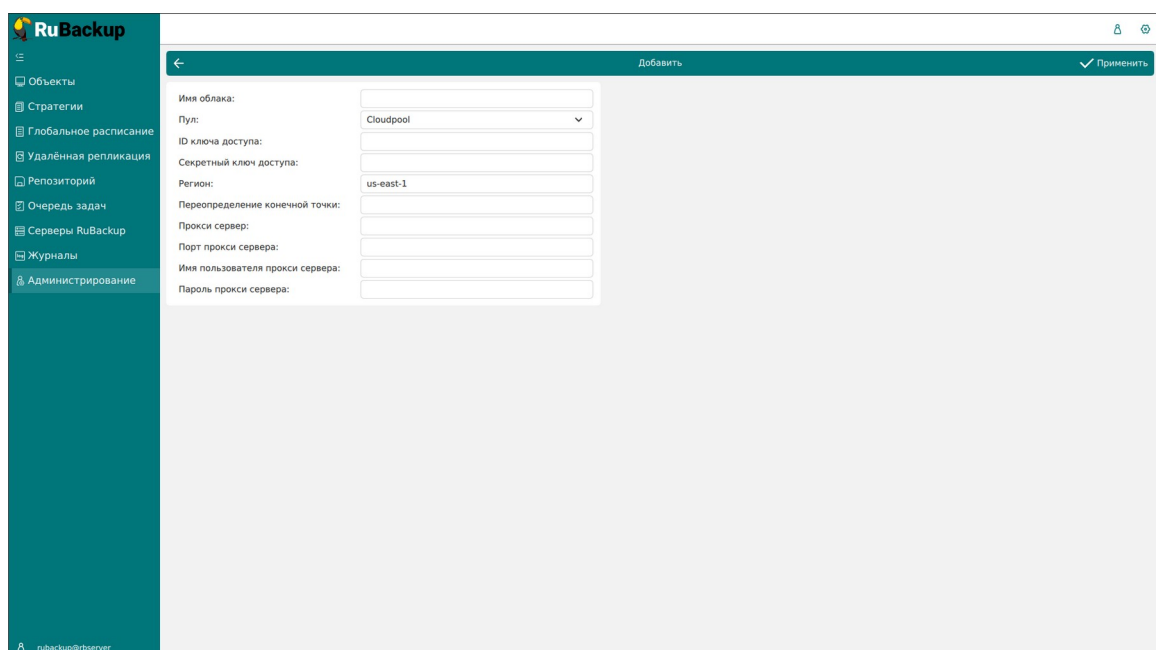 RuBackup
Добавить
Применить
Объекты
Стратегии
Глобальное расписание
Удалённая репликация
Репозиторий
Очередь задач
Серверы RuBackup
Журналы
Администрирование
Имя облака:
Пул: Cloudpool
ID ключа доступа:
Секретный ключ доступа:
Регион: us-east-1
Переопределение конечной точки:
Прокси сервер:
Порт прокси сервера:
Имя пользователя прокси сервера:
Пароль прокси сервера:
rubackup@rbserver